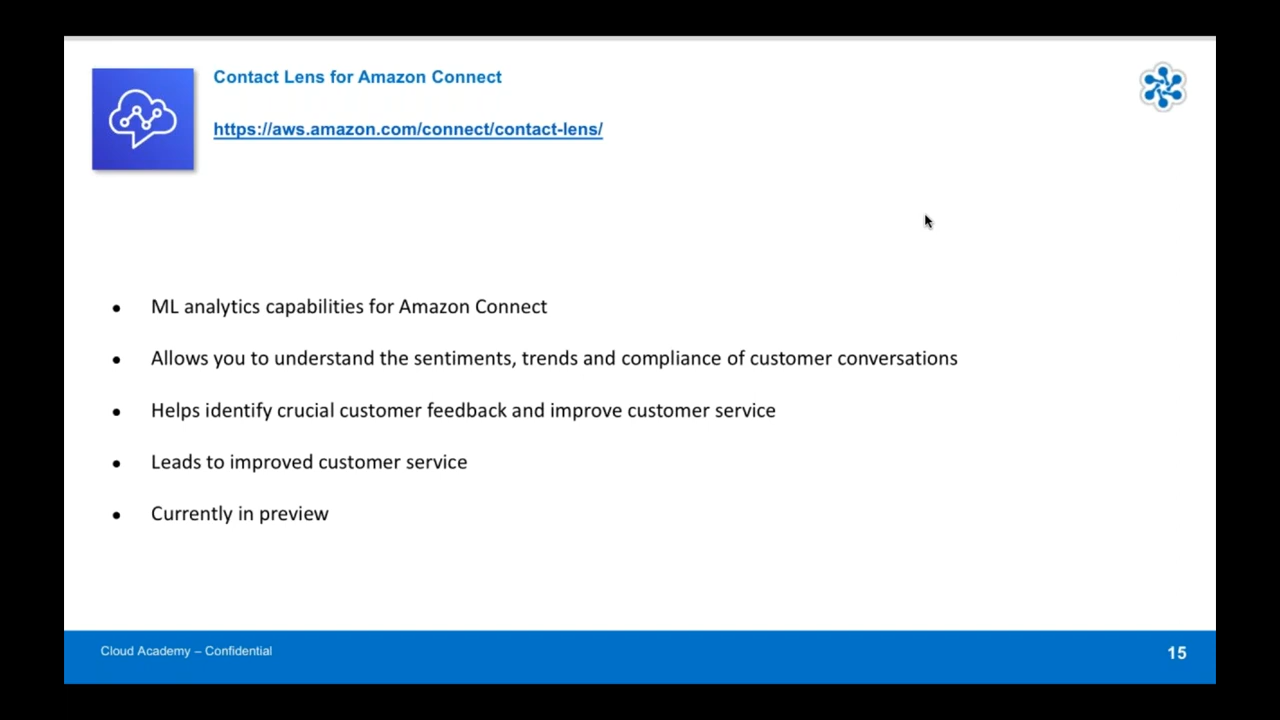 Contact Lens for Amazon Connect
https://aws.amazon.com/connect/contact-lens/
• ML analytics capabilities for Amazon Connect
• Allows you to understand the sentiments, trends and compliance of customer conversations
• Helps identify crucial customer feedback and improve customer service
• Leads to improved customer service
• Currently in preview
Cloud Academy – Confidential
15